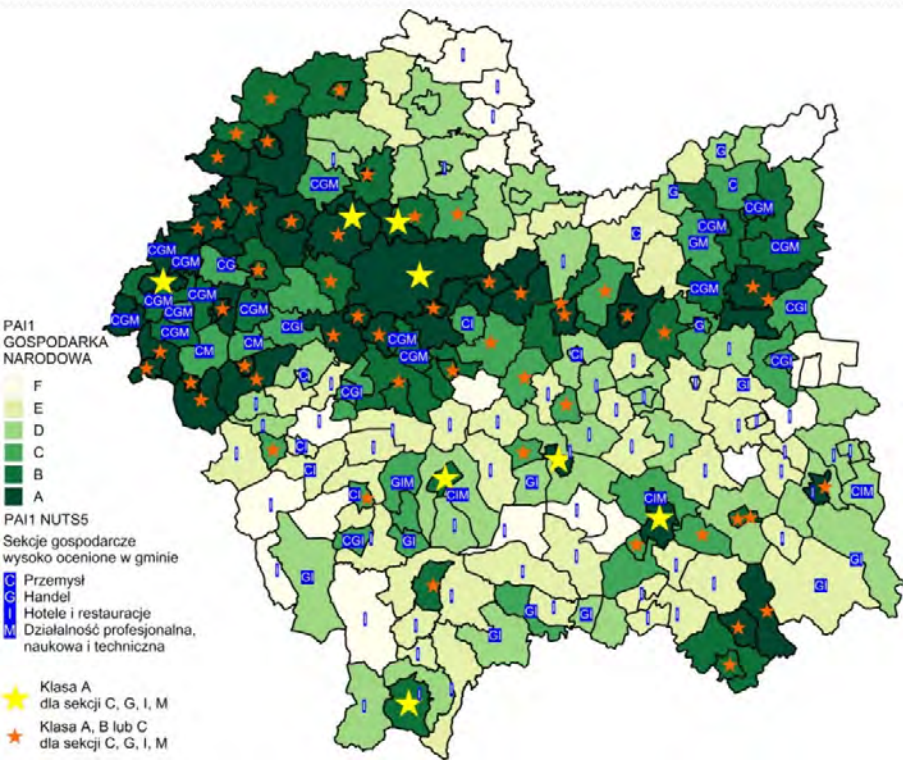 I
I
I
G
I
CGM
I
C
G
CGM
CGM
C
GM
CGM
CGM
CG
CGM
I
CGM
CGM
CGM
CGM
CGM
CGI
CGM
CGM
CGI
CI
G
CGM
CM
CM
CGM
CI
I
CGI
CI
I
I
GI
CGI
I
I
I
I
I
I
I
I
CI
I
I
I
I
I
I
CI
GIM
CI
CIM
GI
CIM
I
CIM
I
CGI
I
GI
I
I
I
GI
I
GI
I
I
GI
I
GI
I
GI
I
I
I
I
I
I
PAI1
GOSPODARKA
NARODOWA
F
E
D
C
B
A
PAI1 NUTS5
Sekcje gospodarcze
wysoko ocenione w gminie
C Przemysł
G Handel
I Hotele i restauracje
M Działalność profesjonalna,
naukowa i techniczna
Klasa A
dla sekcji C, G, I, M
Klasa A, B lub C
dla sekcji C, G, I, M